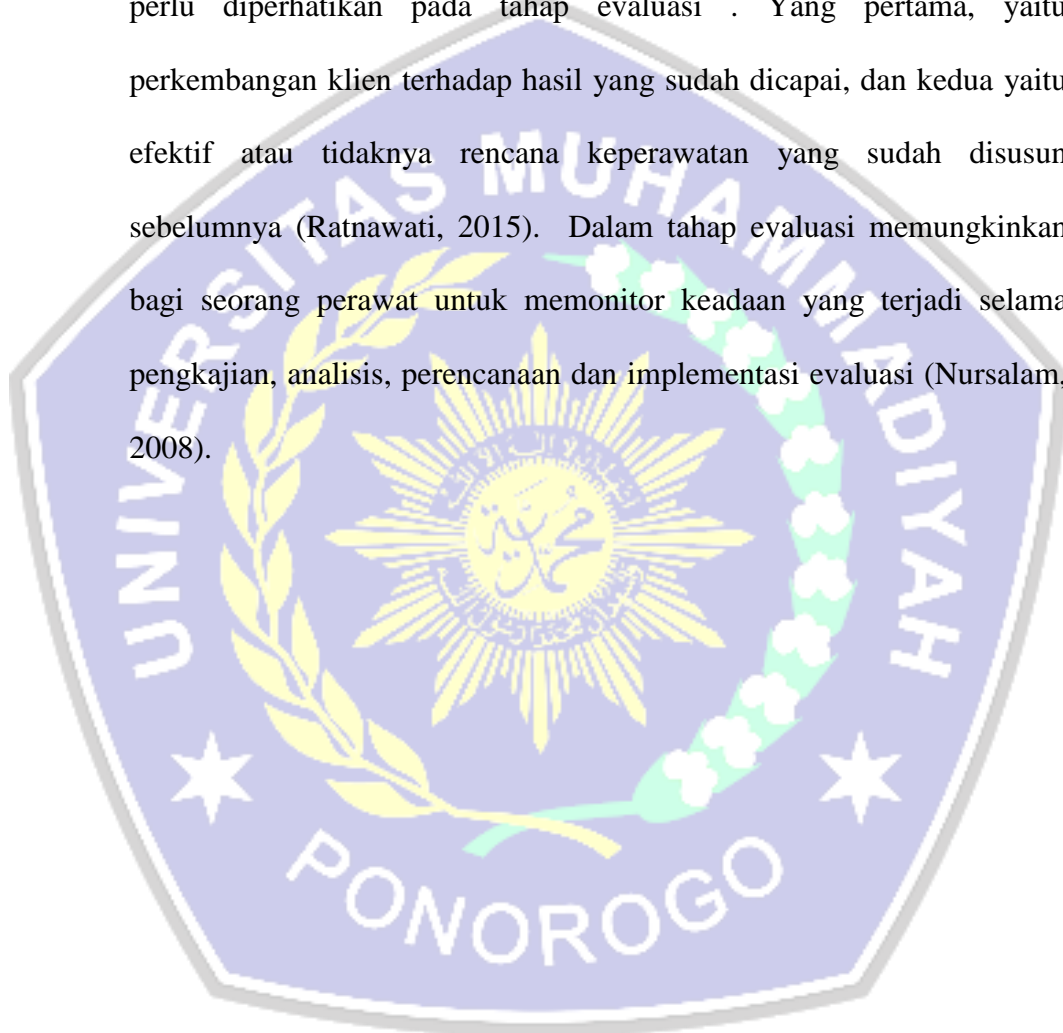 perlu diperhatikan pada tahap evaluasi . Yang pertama, yaitu
perkembangan klien terhadap hasil yang sudah dicapai, dan kedua yaitu
efektif atau tidaknya rencana keperawatan yang sudah disusun
sebelumnya (Ratnawati, 2015). Dalam tahap evaluasi memungkinkan
bagi seorang perawat untuk memonitor keadaan yang terjadi selama
pengkajian, analisis, perencanaan dan implementasi evaluasi (Nursalam,
2008).
UNIVERSITAS MUHAMMADIYAH
محمدية
PONOROGO